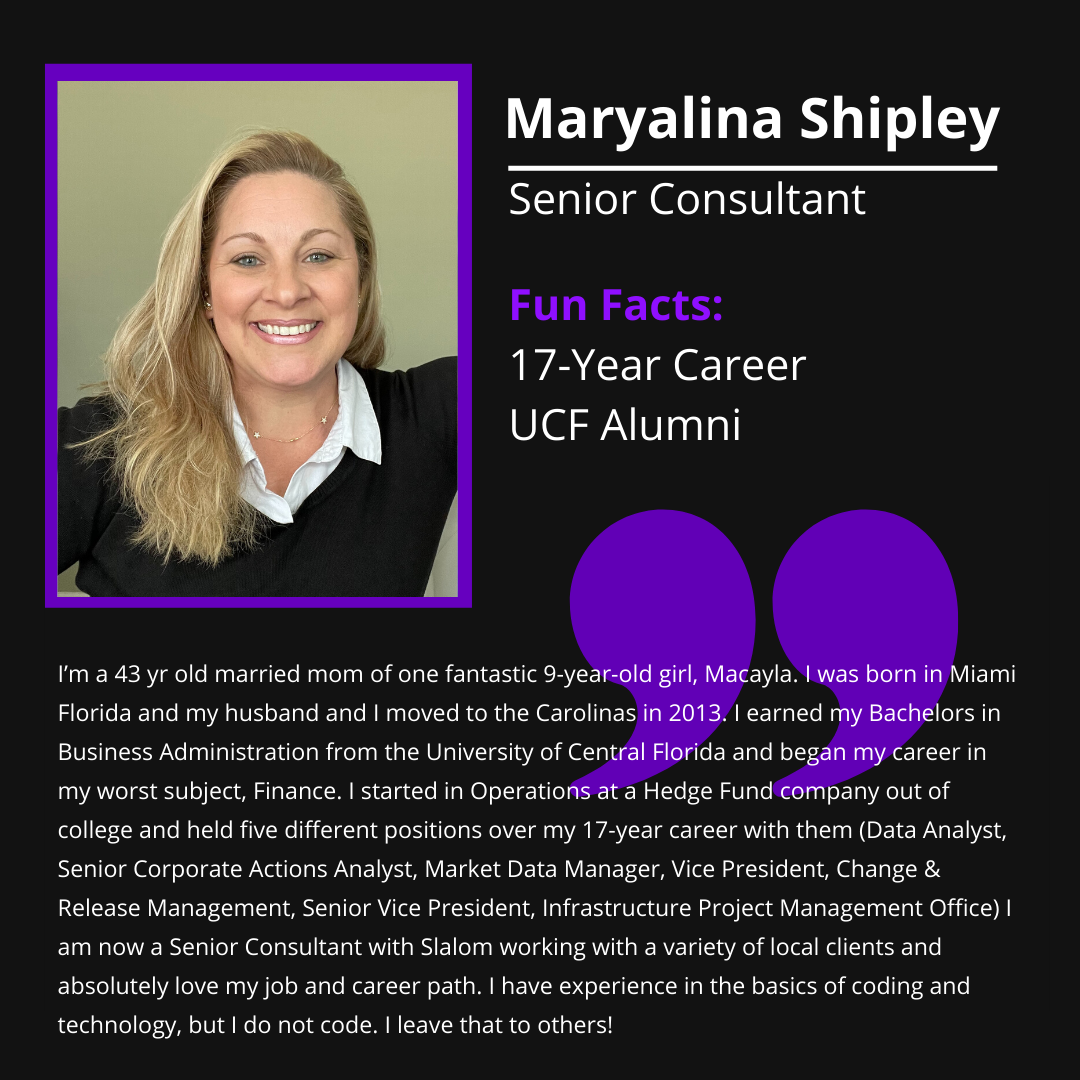 Maryalina Shipley
Senior Consultant
Fun Facts:
17-Year Career
UCF Alumni
I’m a 43 yr old married mom of one fantastic 9-year-old girl, Macayla. I was born in Miami
Florida and my husband and I moved to the Carolinas in 2013. I earned my Bachelors in
Business Administration from the University of Central Florida and began my career in
my worst subject, Finance. I started in Operations at a Hedge Fund company out of
college and held five different positions over my 17-year career with them (Data Analyst,
Senior Corporate Actions Analyst, Market Data Manager, Vice President, Change &
Release Management, Senior Vice President, Infrastructure Project Management Office) I
am now a Senior Consultant with Slalom working with a variety of local clients and
absolutely love my job and career path. I have experience in the basics of coding and
technology, but I do not code. I leave that to others!